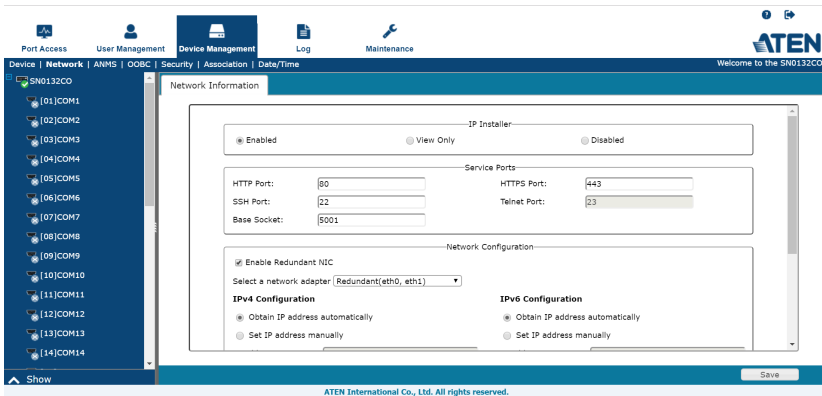 Port Access
User Management
Device Management
Log
Maintenance
ATEN
Device | Network | ANMS | OOBC | Security | Association | Date/Time
Welcome to the SN0132CO
SN0132CO
[01]COM1
[02]COM2
[03]COM3
[04]COM4
[05]COM5
[06]COM6
[07]COM7
[08]COM8
[09]COM9
[10]COM10
[11]COM11
[12]COM12
[13]COM13
[14]COM14
Show
Network Information
IP Installer
Enabled
View Only
Disabled
Service Ports
HTTP Port: 80
HTTPS Port: 443
SSH Port: 22
Telnet Port: 23
Base Socket: 5001
Network Configuration
Enable Redundant NIC
Select a network adapter Redundant(eth0, eth1)
IPv4 Configuration
IPv6 Configuration
Obtain IP address automatically
Obtain IP address automatically
Set IP address manually
Set IP address manually
Save
ATEN International Co., Ltd. All rights reserved.